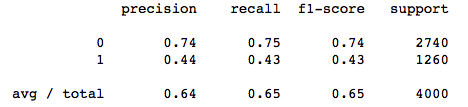 precision recall f1-score support
0 0.74 0.75 0.74 2740
1 0.44 0.43 0.43 1260
avg / total 0.64 0.65 0.65 4000